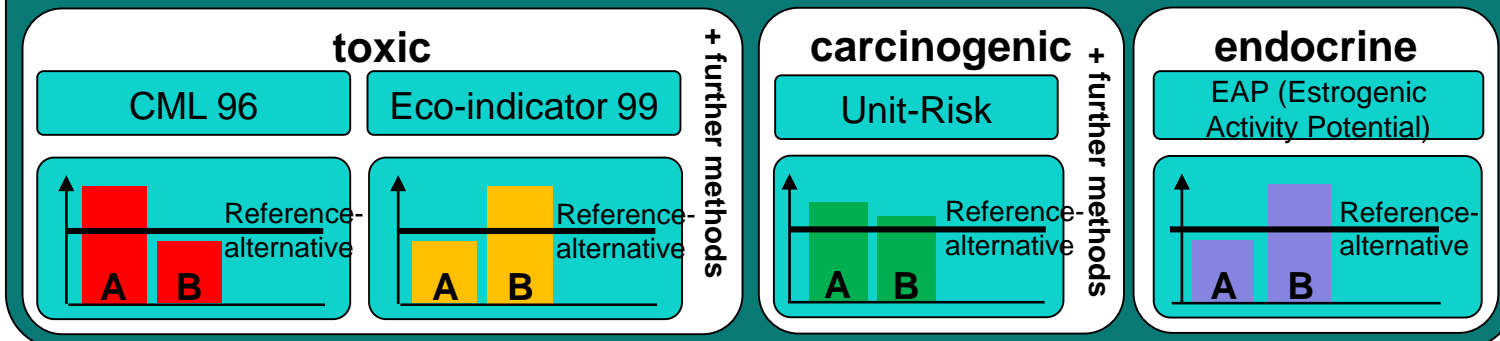 toxic
CML 96
Eco-indicator 99
Reference-
alternative
A
B
Reference-
alternative
A
B
+ further methods
carcinogenic
Unit-Risk
Reference-
alternative
A
B
+ further methods
endocrine
EAP (Estrogenic
Activity Potential)
Reference-
alternative
A
B